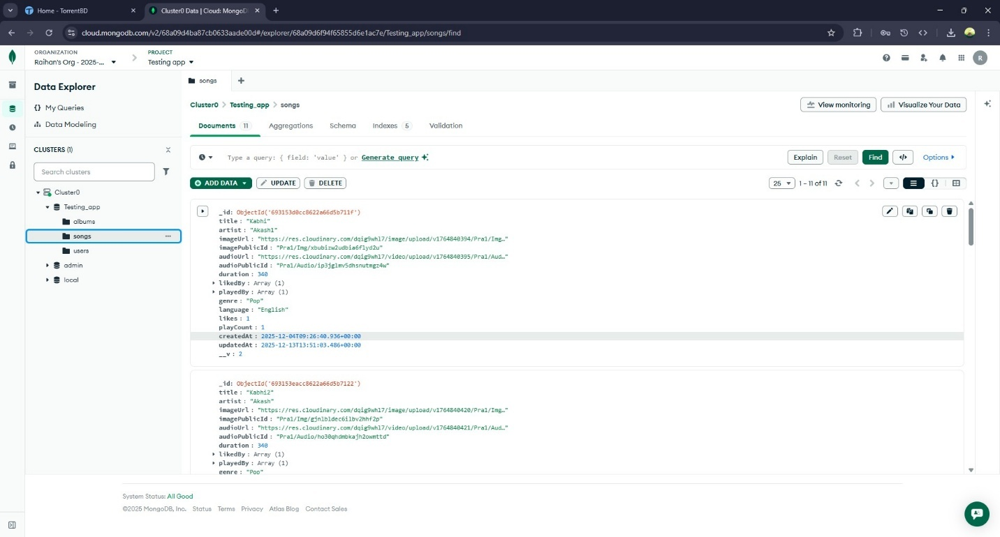 Home - TorrentBD
Cluster0 Data | Cloud: MongoD
cloud.mongodb.com/v2/68a09d4ba87cb0633aade00d#/explorer/68a09d6f94f65855d6e1ac7e/Testing_app/songs/find
ORGANIZATION
Raihan's Org - 2025-...
PROJECT
Testing app
R
Data Explorer
My Queries
Data Modeling
CLUSTERS (1)
Search clusters
Cluster0
Testing_app
albums
songs
users
admin
local
songs
Cluster0 > Testing_app > songs
View monitoring
Visualize Your Data
Documents 11 Aggregations Schema Indexes 5 Validation
Type a query: { field: 'value' } or Generate query
Explain Reset Find </> Options
ADD DATA UPDATE DELETE
25 1 – 11 of 11 {}
_id: ObjectId('693153d0cc8622a66d5b711f')
title : "Kabhi"
artist : "Akash1"
imageUrl : "https://res.cloudinary.com/dqig9whl7/image/upload/v1764840394/Pra1/Img…"
imagePublicId : "Pra1/Img/xbubizw2udbia6flyd2u"
audioUrl : "https://res.cloudinary.com/dqig9whl7/video/upload/v1764840395/Pra1/Aud…"
audioPublicId : "Pra1/Audio/ip3jglmv5dhsnutmgz4w"
duration : 340
likedBy : Array (1)
playedBy : Array (1)
genre : "Pop"
language : "English"
likes : 1
playCount : 1
createdAt : 2025-12-04T09:26:40.936+00:00
updatedAt : 2025-12-13T13:51:03.486+00:00
__v : 2
_id: ObjectId('693153eacc8622a66d5b7122')
title : "Kabhi2"
artist : "Akash"
imageUrl : "https://res.cloudinary.com/dqig9whl7/image/upload/v1764840420/Pra1/Img…"
imagePublicId : "Pra1/Img/gjnlbldec6ilbv2hhf2p"
audioUrl : "https://res.cloudinary.com/dqig9whl7/video/upload/v1764840421/Pra1/Aud…"
audioPublicId : "Pra1/Audio/ho30qhdmbkajh2owmttd"
duration : 340
likedBy : Array (1)
playedBy : Array (1)
genre : "Pop"
System Status: All Good
©2025 MongoDB, Inc. Status Terms Privacy Atlas Blog Contact Sales